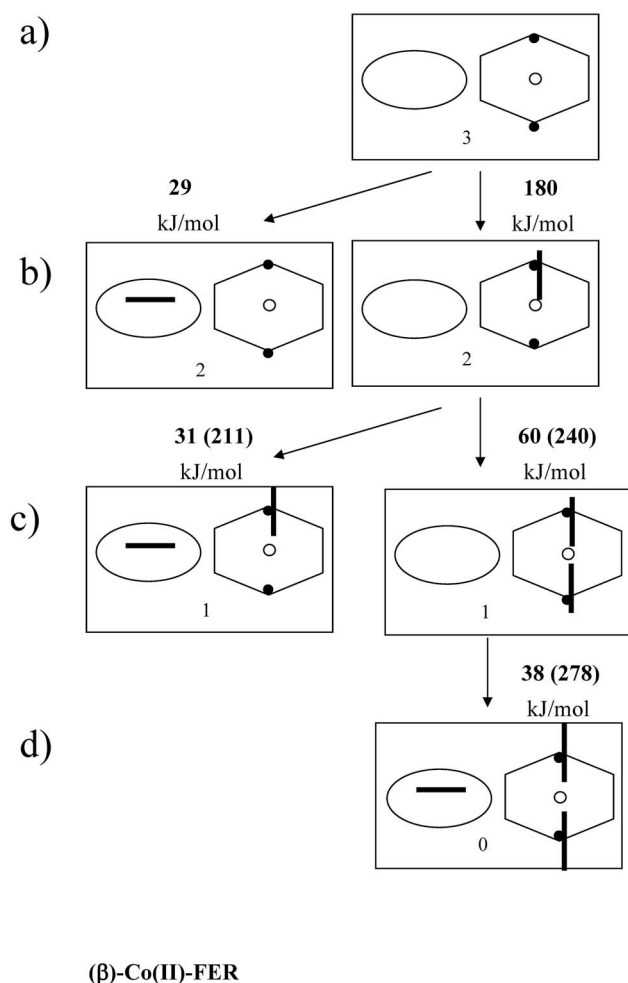 a)
3
29
180
kJ/mol
kJ/mol
b)
2
2
31 (211)
60 (240)
kJ/mol
kJ/mol
c)
1
1
38 (278)
kJ/mol
d)
0
(β)-Co(II)-FER